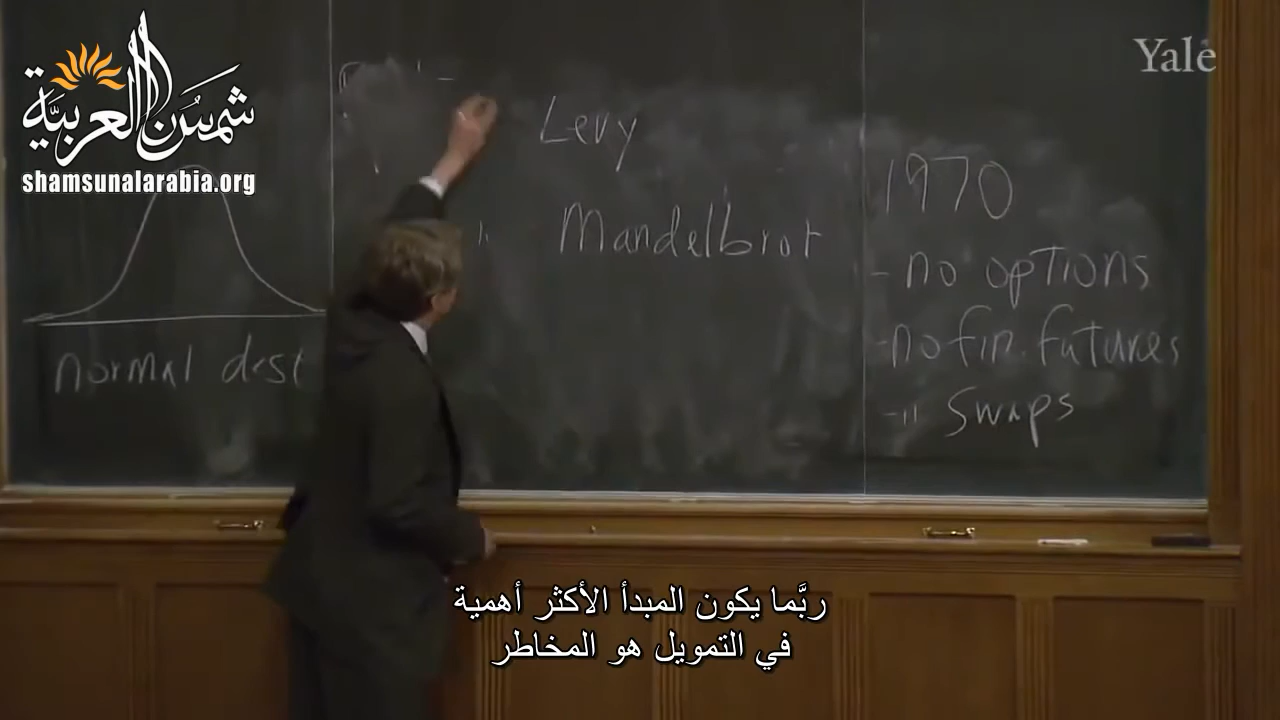 شمس العربية
shamsunalarabia.org
Yale
Levy
Mandelbrot
normal dist
1970
- no options
- no fin. futures
- " swaps
ربَّما يكون المبدأ الأكثر أهمية
في التمويل هو المخاطر